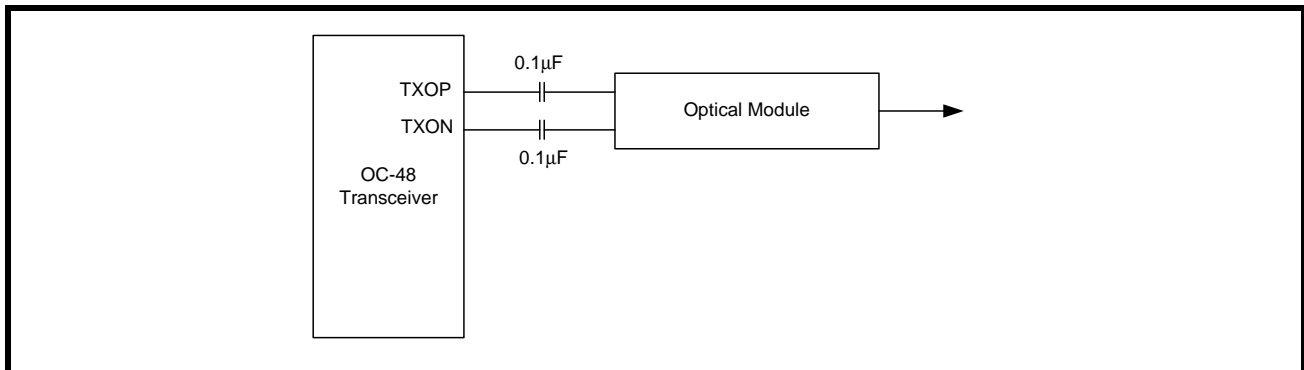 0.1μF
TXOP
Optical Module
TXON
0.1μF
OC-48
Transceiver